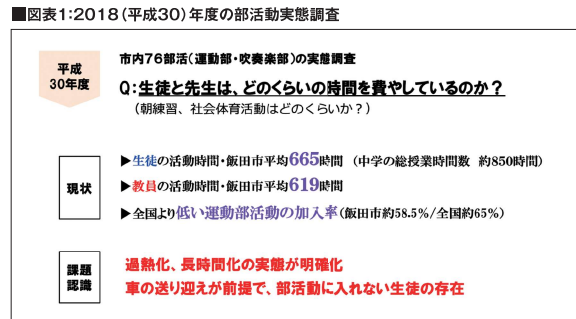 ■図表1:2018(平成30)年度の部活動実態調査
平成
30年度
市内76部活(運動部・吹奏楽部)の実態調査
Q:生徒と先生は、どのくらいの時間を費やしているのか?
(朝練習、社会体育活動はどのくらいか?)
現状
▶生徒の活動時間・飯田市平均665時間 (中学の総授業時間数 約850時間)
▶教員の活動時間・飯田市平均619時間
▶全国より低い運動部活動の加入率(飯田市約58.5%/全国約65%)
課題
認識
過熱化、長時間化の実態が明確化
車の送り迎えが前提で、部活動に入れない生徒の存在